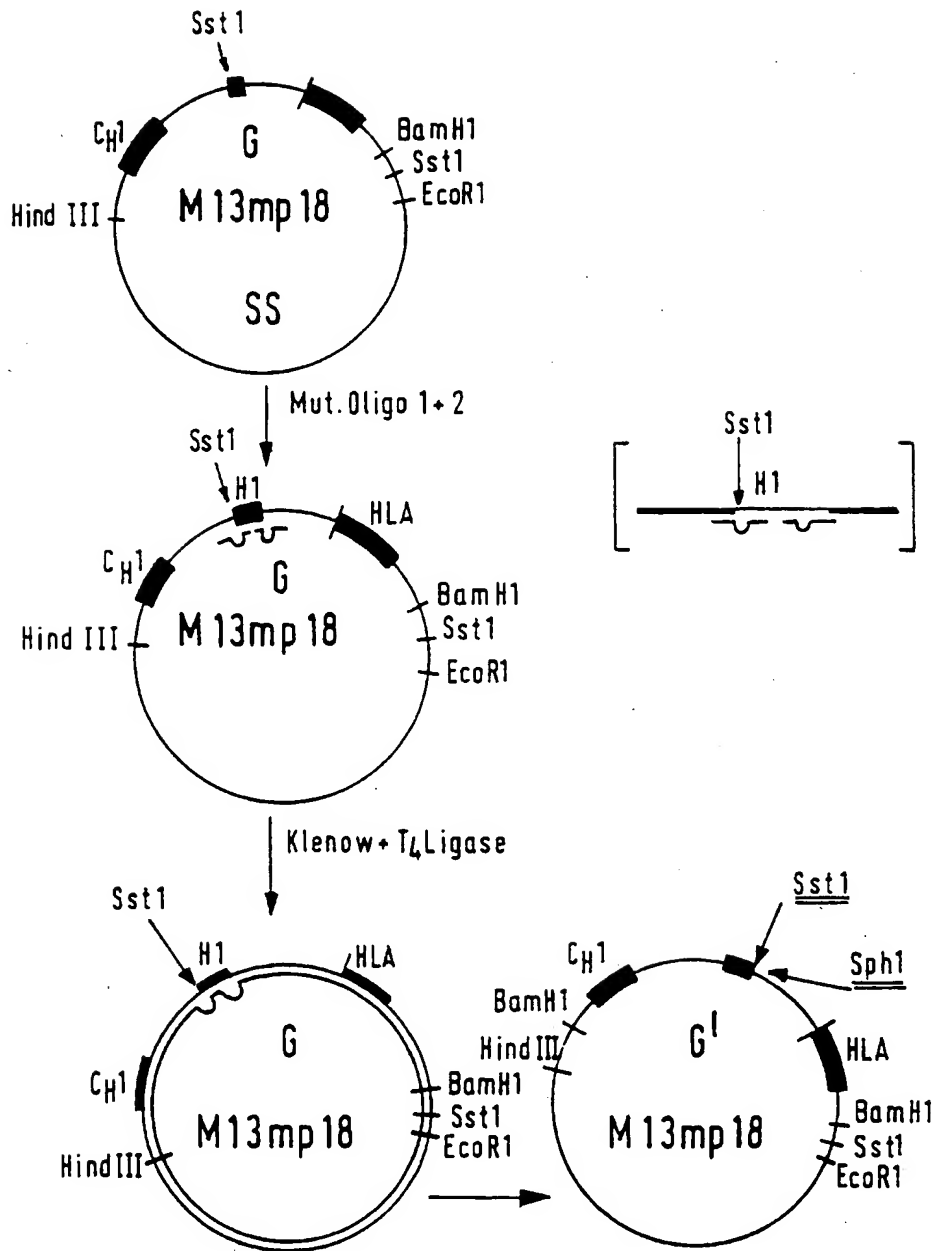 Sst1
CH1
G
BamH1
Sst1
EcoR1
Hind III
M13mp18
SS
Mut. Oligo 1+2
Sst1
H1
HLA
CH1
G
BamH1
Sst1
EcoR1
Hind III
M13mp18
Sst1
H1
Klenow + T4Ligase
Sst1
H1
HLA
G
CH1
BamH1
Sst1
EcoR1
M13mp18
Hind III
Sst1
Sph1
CH1
BamH1
Hind III
G'
HLA
M13mp18
BamH1
Sst1
EcoR1